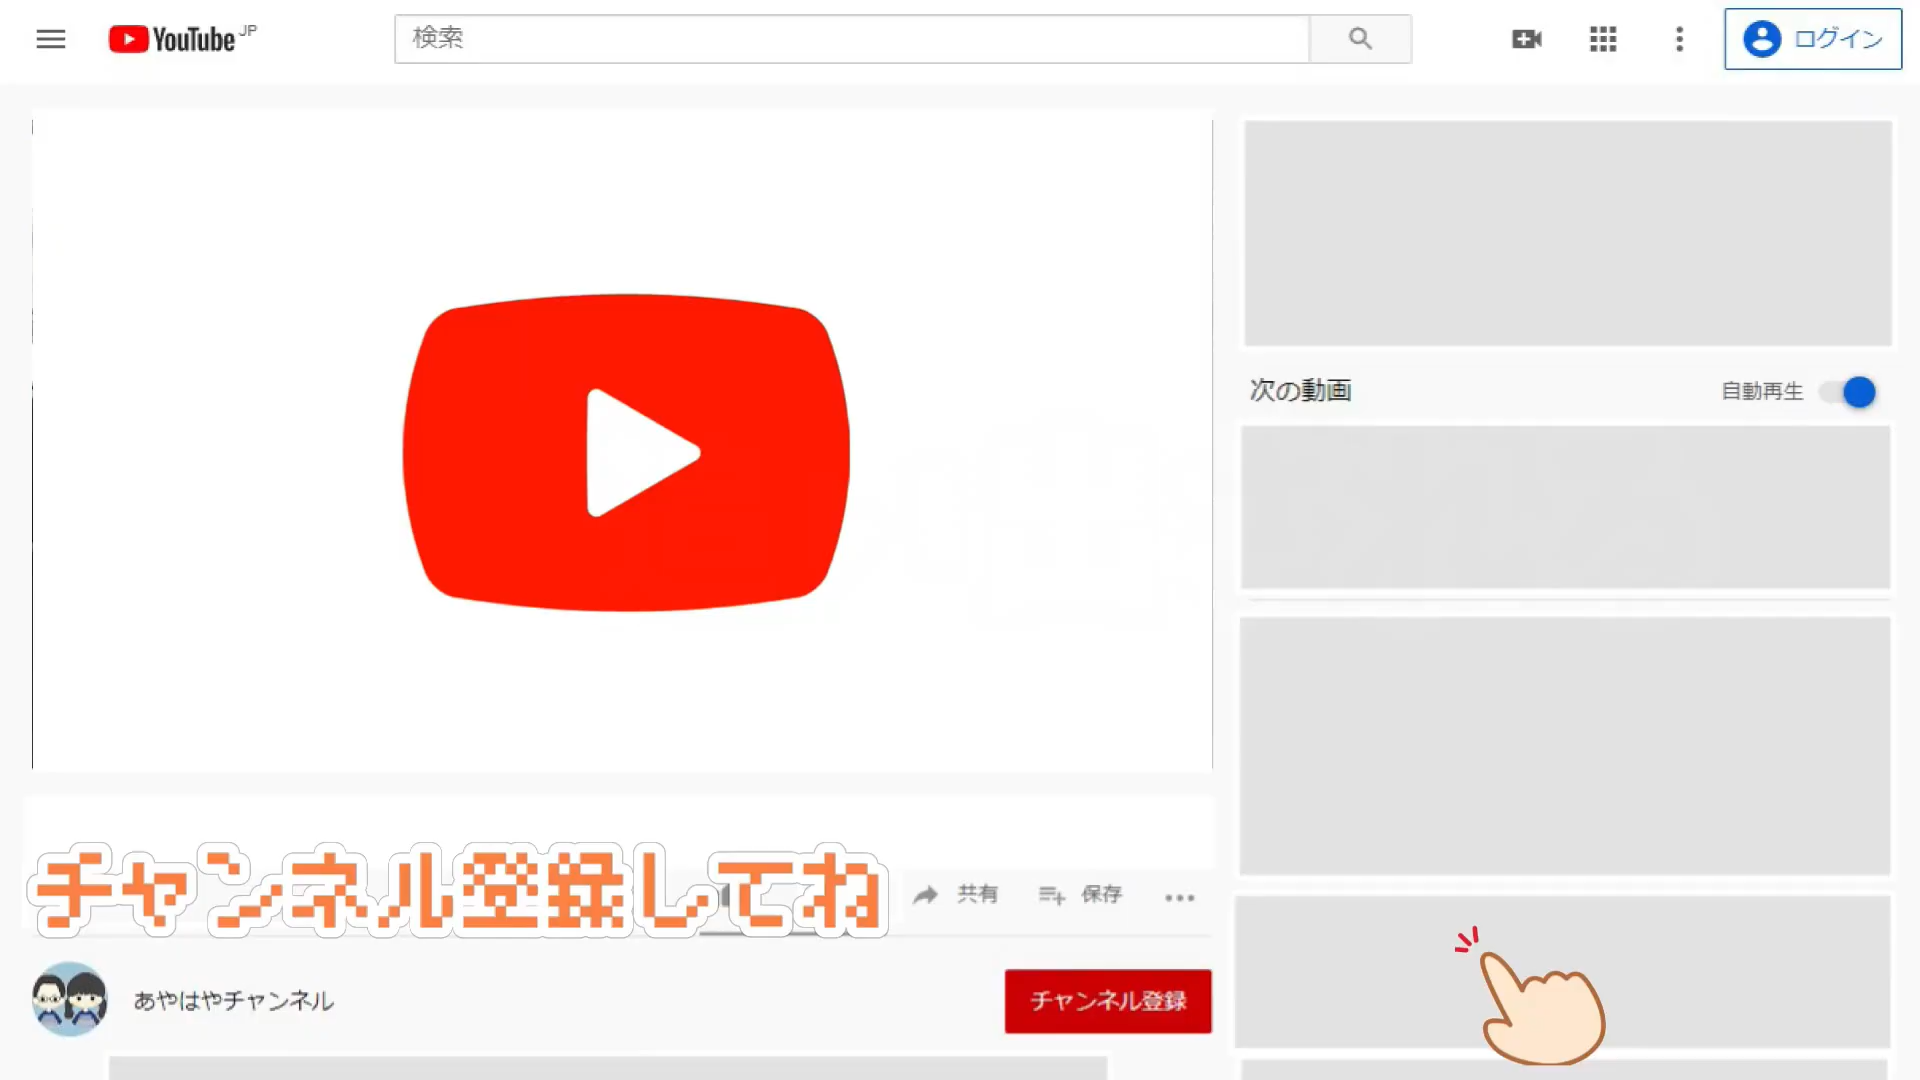 YouTube JP
検索
ログイン
次の動画
自動再生
チャンネル登録してね
共有
保存
あやはやチャンネル
チャンネル登録